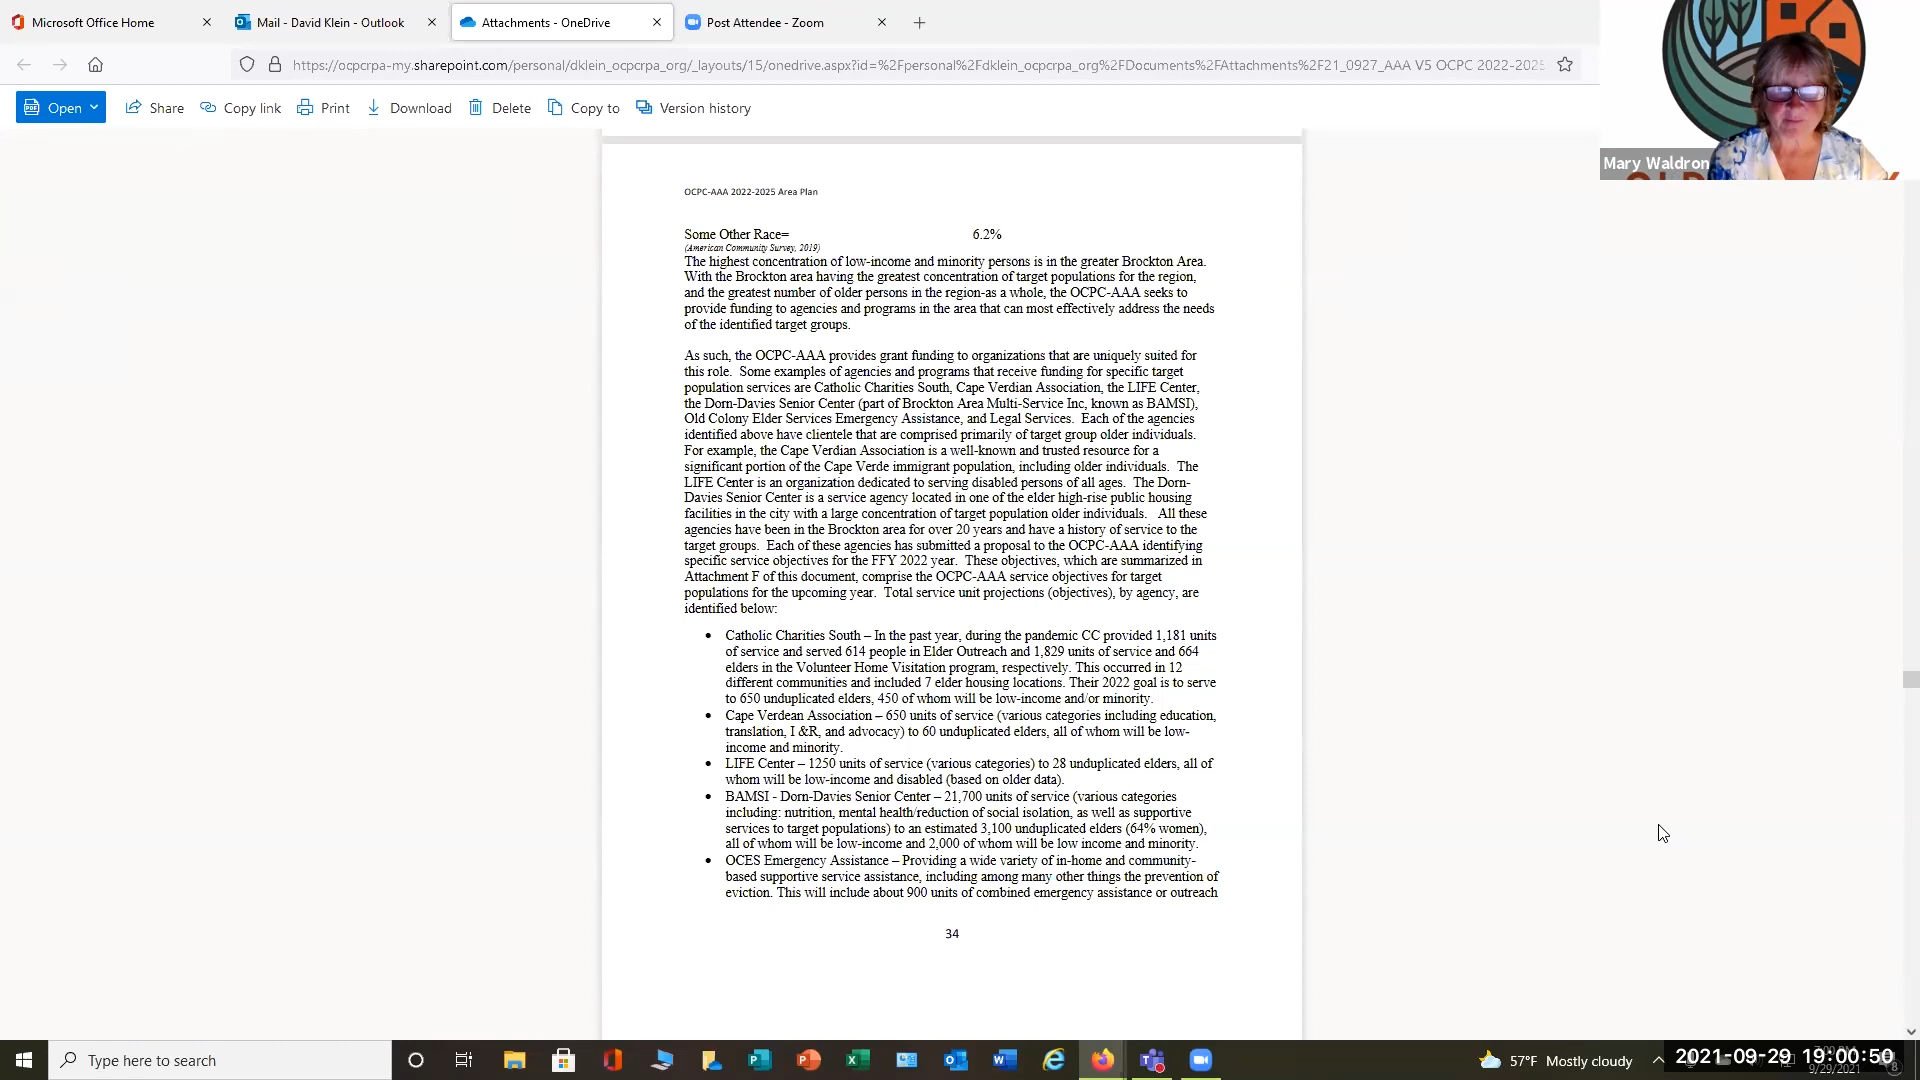 Microsoft Office Home
Mail - David Klein - Outlook
Attachments - OneDrive
Post Attendee - Zoom
https://ocpcrpa-my.sharepoint.com/personal/dklein_ocpcrpa_org/_layouts/15/onedrive.aspx?id=%2Fpersonal%2Fdklein_ocpcrpa_org%2FDocuments%2FAttachments%2F21_0927_AAA V5 OCPC 2022-2025
Open
Share
Copy link
Print
Download
Delete
Copy to
Version history
Mary Waldron
OCPC-AAA 2022-2025 Area Plan
Some Other Race= 6.2%
(American Community Survey, 2019)
The highest concentration of low-income and minority persons is in the greater Brockton Area.
With the Brockton area having the greatest concentration of target populations for the region,
and the greatest number of older persons in the region-as a whole, the OCPC-AAA seeks to
provide funding to agencies and programs in the area that can most effectively address the needs
of the identified target groups.
As such, the OCPC-AAA provides grant funding to organizations that are uniquely suited for
this role. Some examples of agencies and programs that receive funding for specific target
population services are Catholic Charities South, Cape Verdian Association, the LIFE Center,
the Dorn-Davies Senior Center (part of Brockton Area Multi-Service Inc, known as BAMSI),
Old Colony Elder Services Emergency Assistance, and Legal Services. Each of the agencies
identified above have clientele that are comprised primarily of target group older individuals.
For example, the Cape Verdian Association is a well-known and trusted resource for a
significant portion of the Cape Verde immigrant population, including older individuals. The
LIFE Center is an organization dedicated to serving disabled persons of all ages. The Dorn-
Davies Senior Center is a service agency located in one of the elder high-rise public housing
facilities in the city with a large concentration of target population older individuals. All these
agencies have been in the Brockton area for over 20 years and have a history of service to the
target groups. Each of these agencies has submitted a proposal to the OCPC-AAA identifying
specific service objectives for the FFY 2022 year. These objectives, which are summarized in
Attachment F of this document, comprise the OCPC-AAA service objectives for target
populations for the upcoming year. Total service unit projections (objectives), by agency, are
identified below:
• Catholic Charities South – In the past year, during the pandemic CC provided 1,181 units
of service and served 614 people in Elder Outreach and 1,829 units of service and 664
elders in the Volunteer Home Visitation program, respectively. This occurred in 12
different communities and included 7 elder housing locations. Their 2022 goal is to serve
to 650 unduplicated elders, 450 of whom will be low-income and/or minority.
• Cape Verdean Association – 650 units of service (various categories including education,
translation, I &R, and advocacy) to 60 unduplicated elders, all of whom will be low-
income and minority.
• LIFE Center – 1250 units of service (various categories) to 28 unduplicated elders, all of
whom will be low-income and disabled (based on older data).
• BAMSI - Dorn-Davies Senior Center – 21,700 units of service (various categories
including: nutrition, mental health/reduction of social isolation, as well as supportive
services to target populations) to an estimated 3,100 unduplicated elders (64% women),
all of whom will be low-income and 2,000 of whom will be low income and minority.
• OCES Emergency Assistance – Providing a wide variety of in-home and community-
based supportive service assistance, including among many other things the prevention of
eviction. This will include about 900 units of combined emergency assistance or outreach
34
Type here to search
57°F Mostly cloudy
2021-09-29 19:00:50
9/29/2021